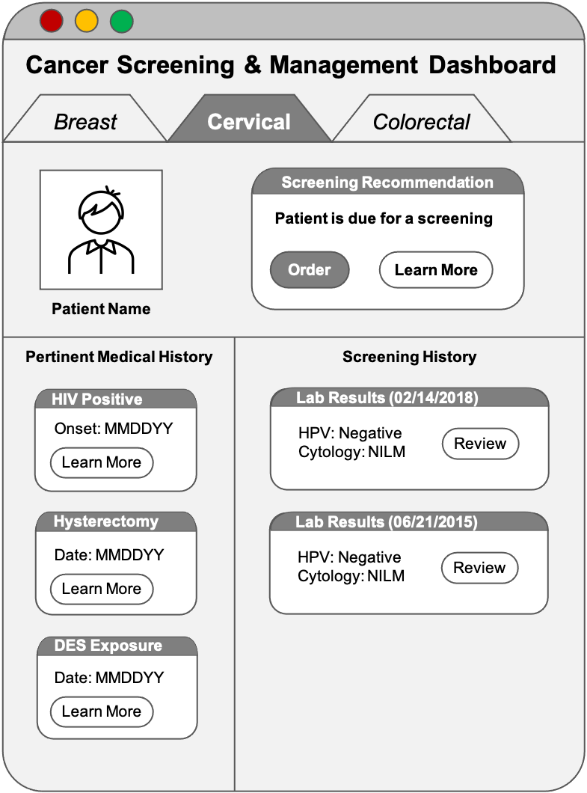 Cancer Screening & Management Dashboard
Breast
Cervical
Colorectal
Screening Recommendation
Patient is due for a screening
Order
Learn More
Patient Name
Pertinent Medical History
HIV Positive
Onset: MMDDYY
Learn More
Hysterectomy
Date: MMDDYY
Learn More
DES Exposure
Date: MMDDYY
Learn More
Screening History
Lab Results (02/14/2018)
HPV: Negative
Cytology: NILM
Review
Lab Results (06/21/2015)
HPV: Negative
Cytology: NILM
Review